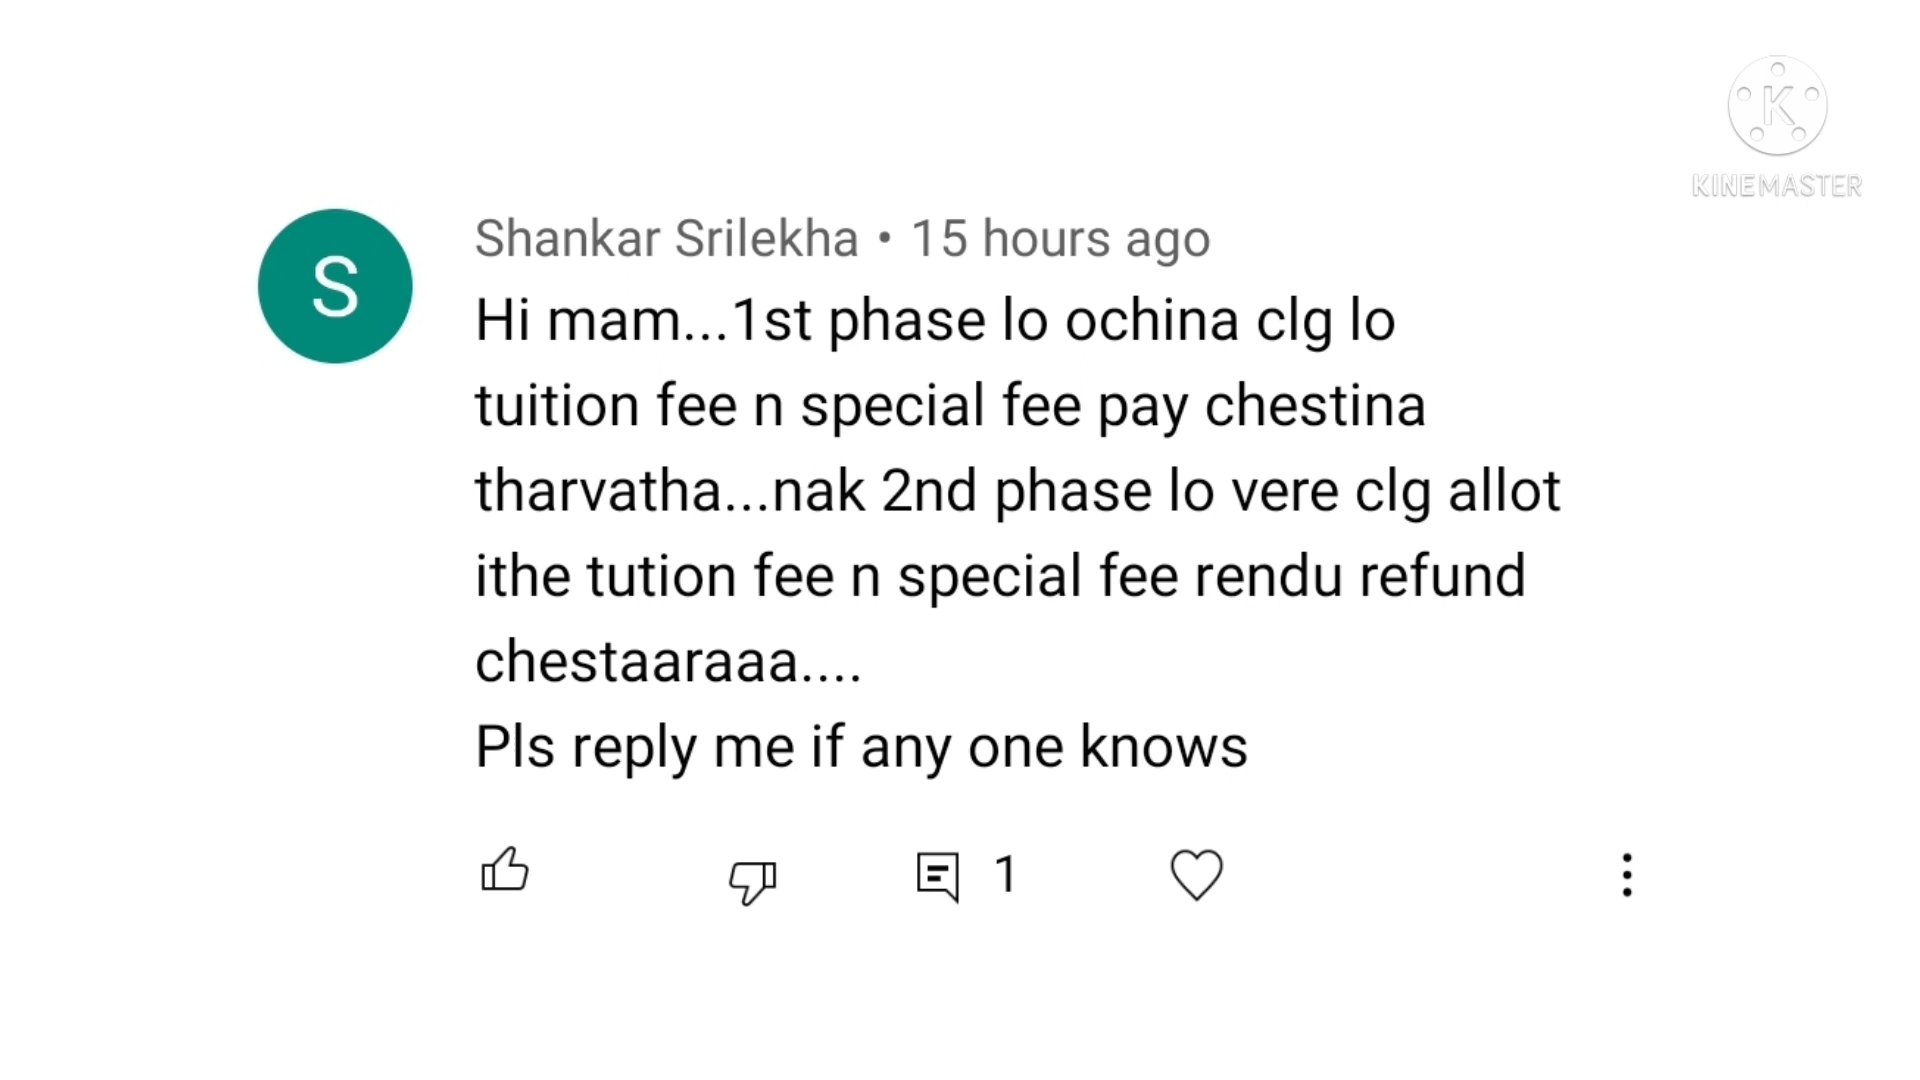 K
KINEMASTER
S
Shankar Srilekha • 15 hours ago
Hi mam...1st phase lo ochina clg lo
tuition fee n special fee pay chestina
tharvatha...nak 2nd phase lo vere clg allot
ithe tution fee n special fee rendu refund
chestaaraaa....
Pls reply me if any one knows
1